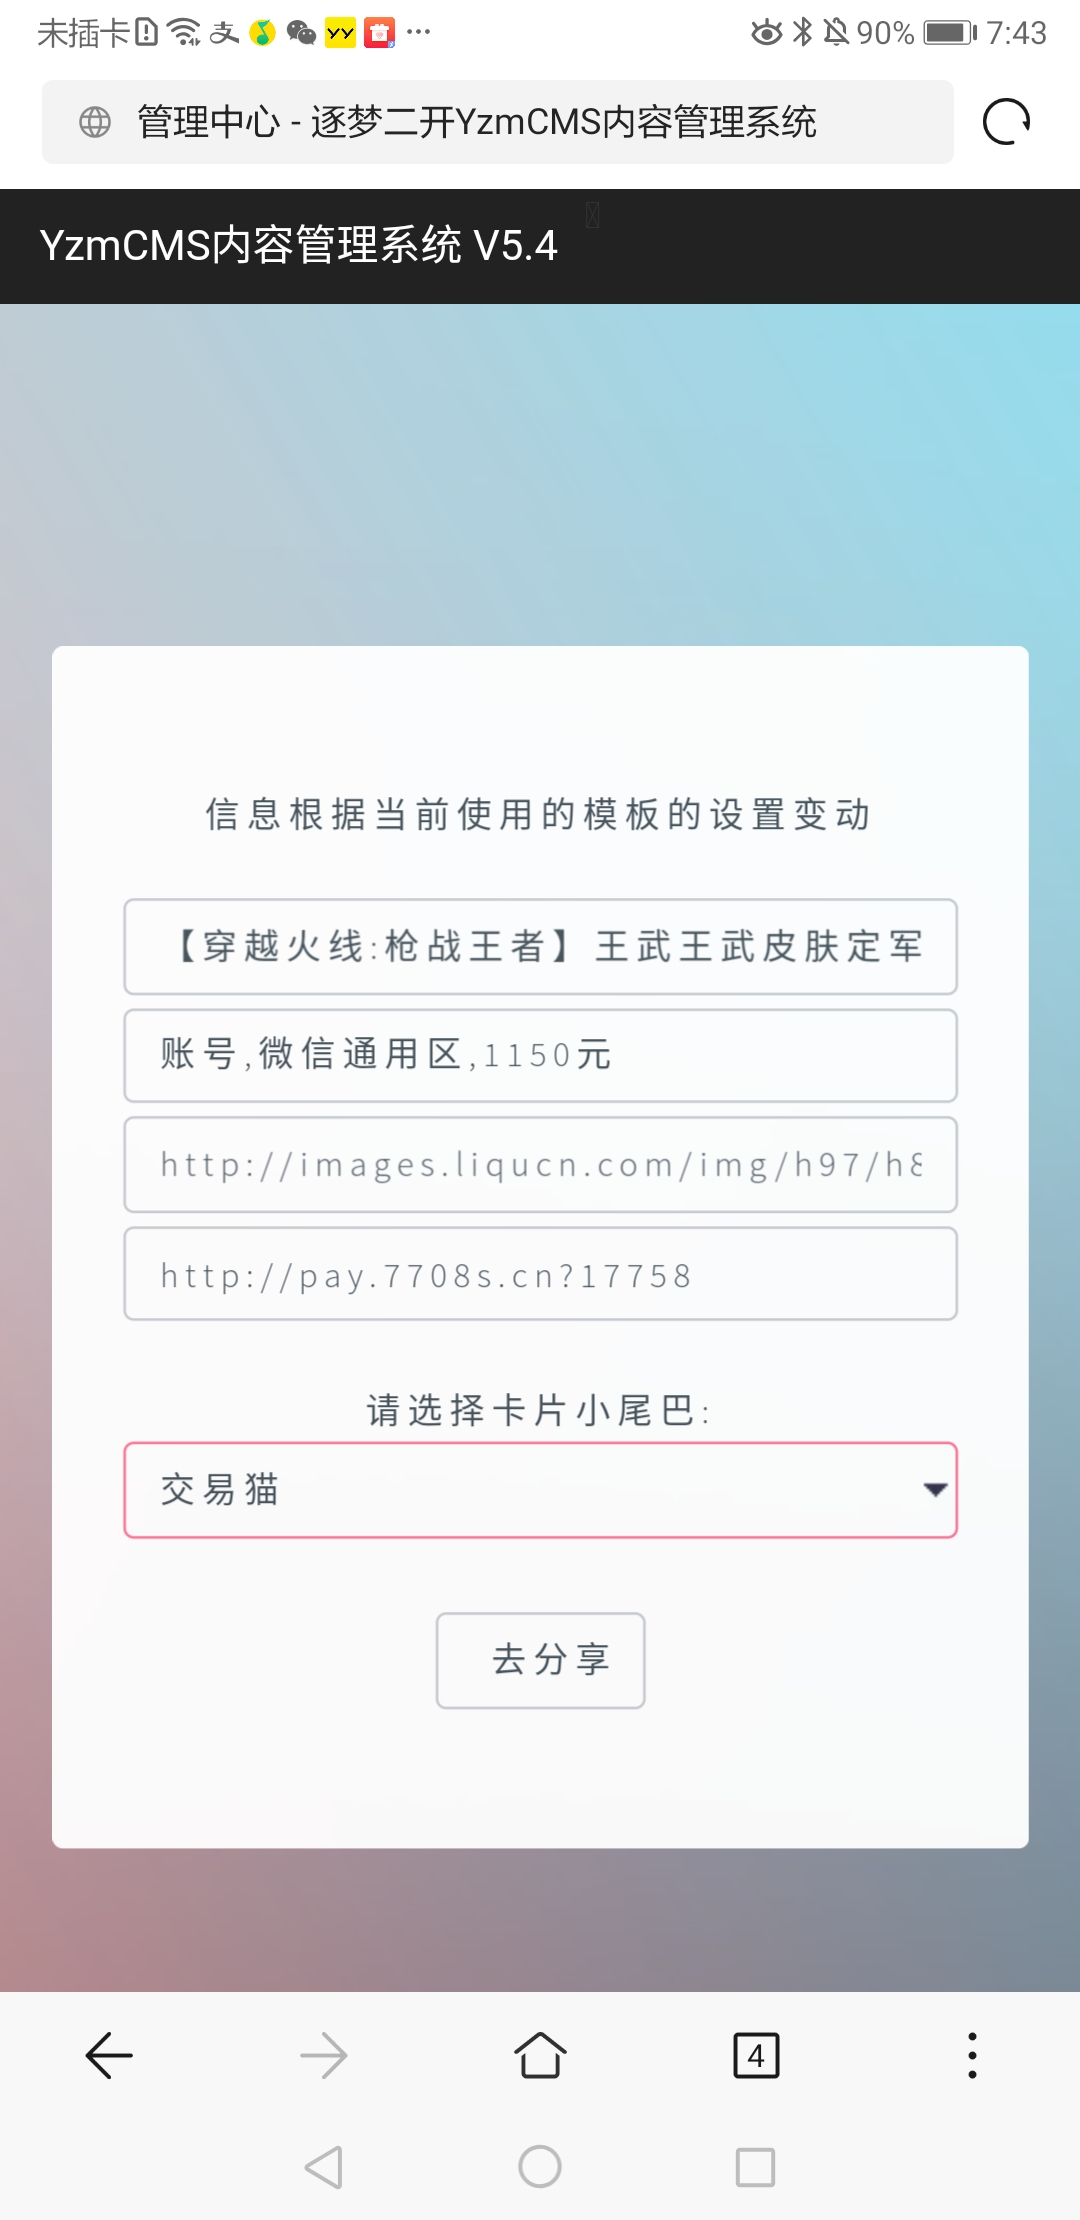 未插卡 90% 7:43
管理中心 - 逐梦二开YzmCMS内容管理系统
YzmCMS内容管理系统 V5.4
信息根据当前使用的模板的设置变动
【穿越火线:枪战王者】王武王武皮肤定军
账号,微信通用区,1150元
http://images.liqucn.com/img/h97/h8
http://pay.7708s.cn?17758
请选择卡片小尾巴:
交易猫
去分享
4